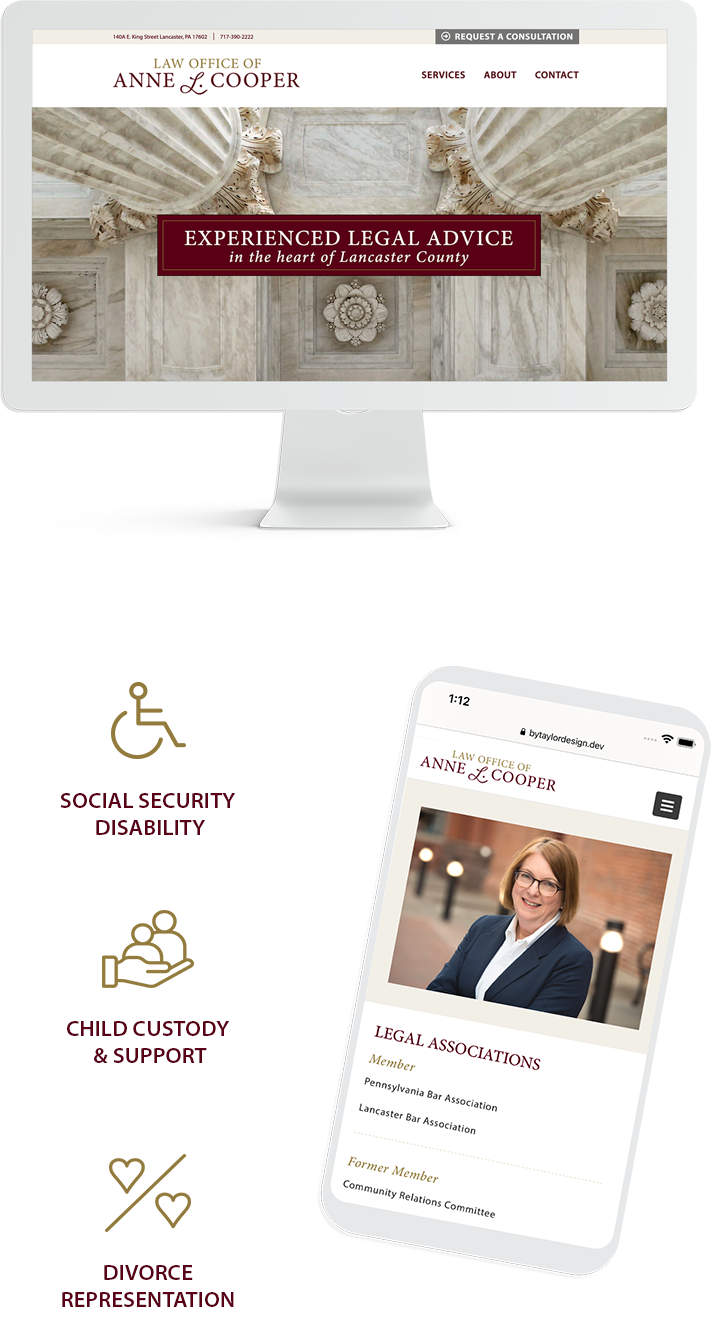 140A E. King Street Lancaster, PA 17602 | 717-390-2222
REQUEST A CONSULTATION
LAW OFFICE OF
ANNE L. COOPER
SERVICES ABOUT CONTACT
EXPERIENCED LEGAL ADVICE
in the heart of Lancaster County
SOCIAL SECURITY
DISABILITY
CHILD CUSTODY
& SUPPORT
DIVORCE
REPRESENTATION
1:12
bytaylordesign.dev
LAW OFFICE OF
ANNE L. COOPER
LEGAL ASSOCIATIONS
Member
Pennsylvania Bar Association
Lancaster Bar Association
Former Member
Community Relations Committee